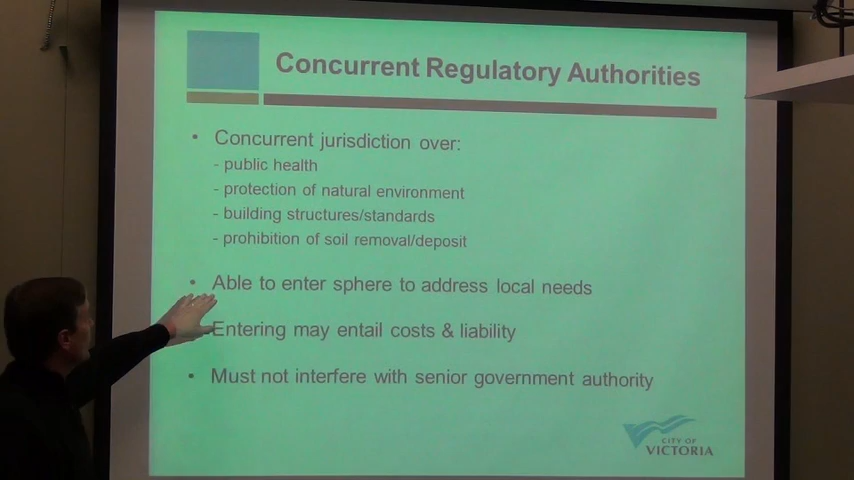 Concurrent Regulatory Authorities
• Concurrent jurisdiction over:
- public health
- protection of natural environment
- building structures/standards
- prohibition of soil removal/deposit
• Able to enter sphere to address local needs
Entering may entail costs & liability
• Must not interfere with senior government authority
CITY OF
VICTORIA